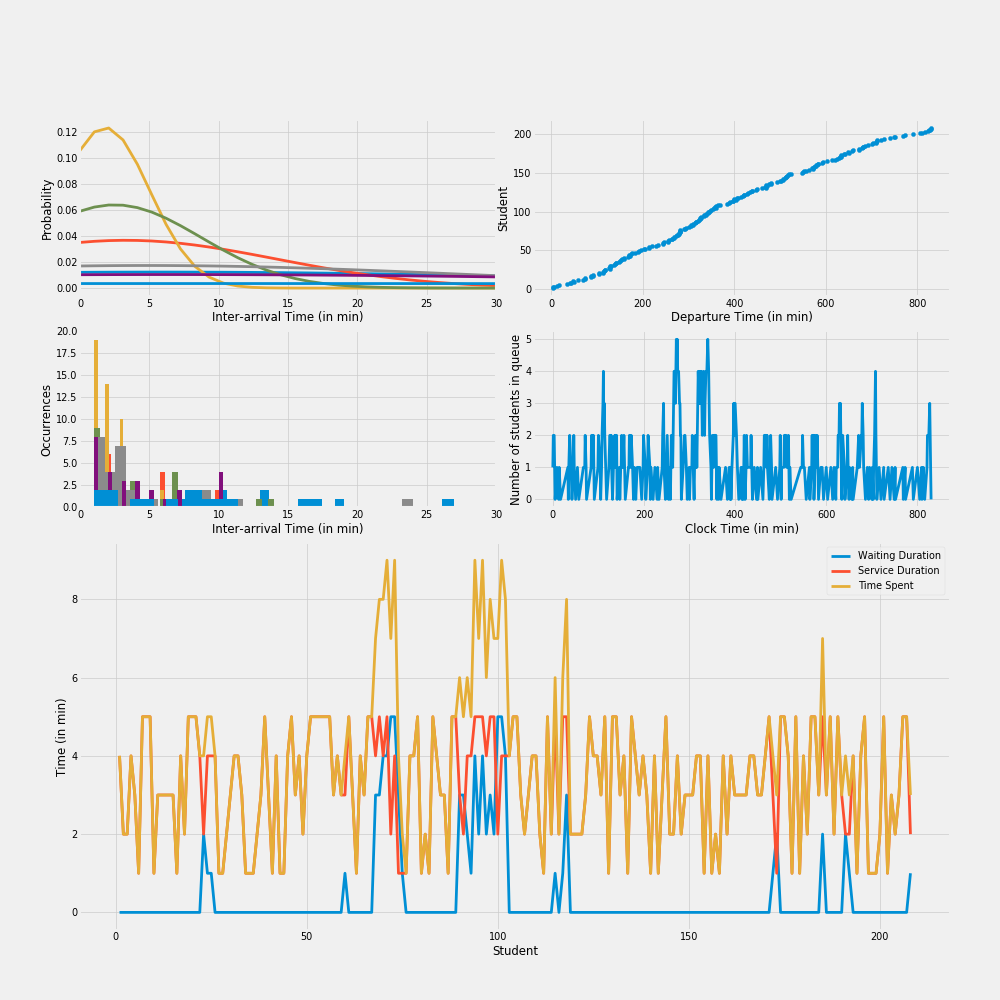 Probability
0.12
0.10
0.08
0.06
0.04
0.02
0.00
0 5 10 15 20 25 30
Inter-arrival Time (in min)
Student
200
150
100
50
0
0 200 400 600 800
Departure Time (in min)
Occurrences
20.0
17.5
15.0
12.5
10.0
7.5
5.0
2.5
0.0
0 5 10 15 20 25 30
Inter-arrival Time (in min)
Number of students in queue
5
4
3
2
1
0
0 200 400 600 800
Clock Time (in min)
Time (in min)
8
6
4
2
0
Waiting Duration
Service Duration
Time Spent
0 50 100 150 200
Student